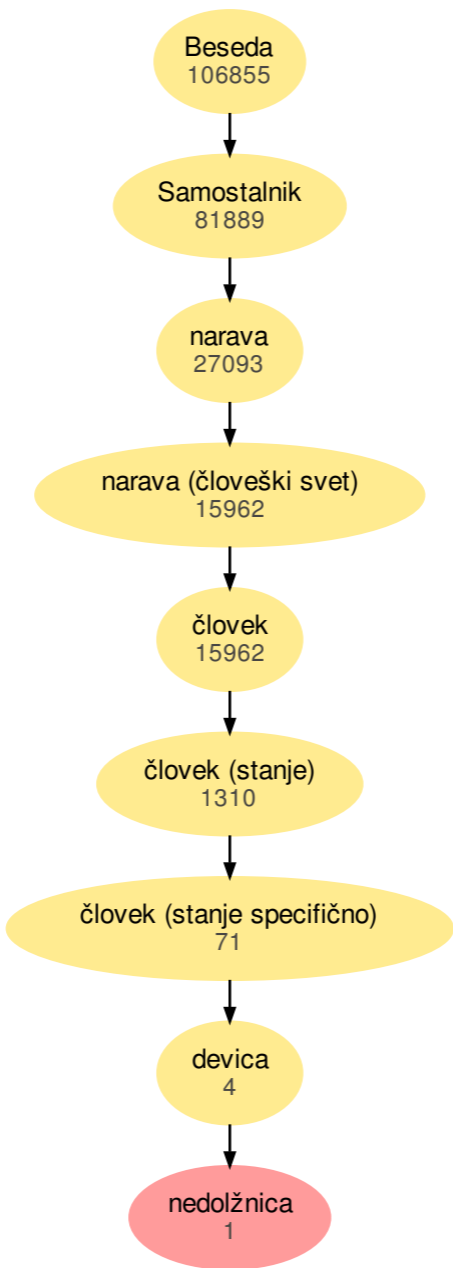 Beseda
106855
Samostalnik
81889
narava
27093
narava (človeški svet)
15962
človek
15962
človek (stanje)
1310
človek (stanje specifično)
71
devica
4
nedolžnica
1